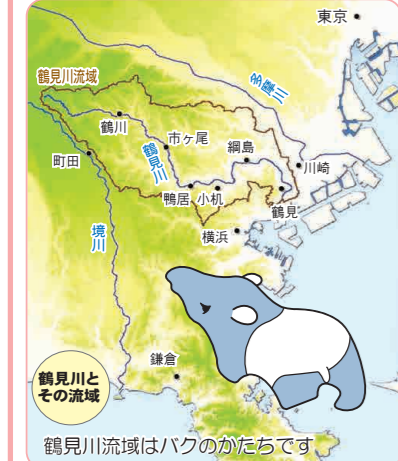 東京
多摩川
鶴見川流域
鶴川
市ヶ尾
鶴見川
綱島
川崎
町田
鴨居
小机
鶴見
横浜
境川
鎌倉
鶴見川と
その流域
鶴見川流域はバクのかたちです